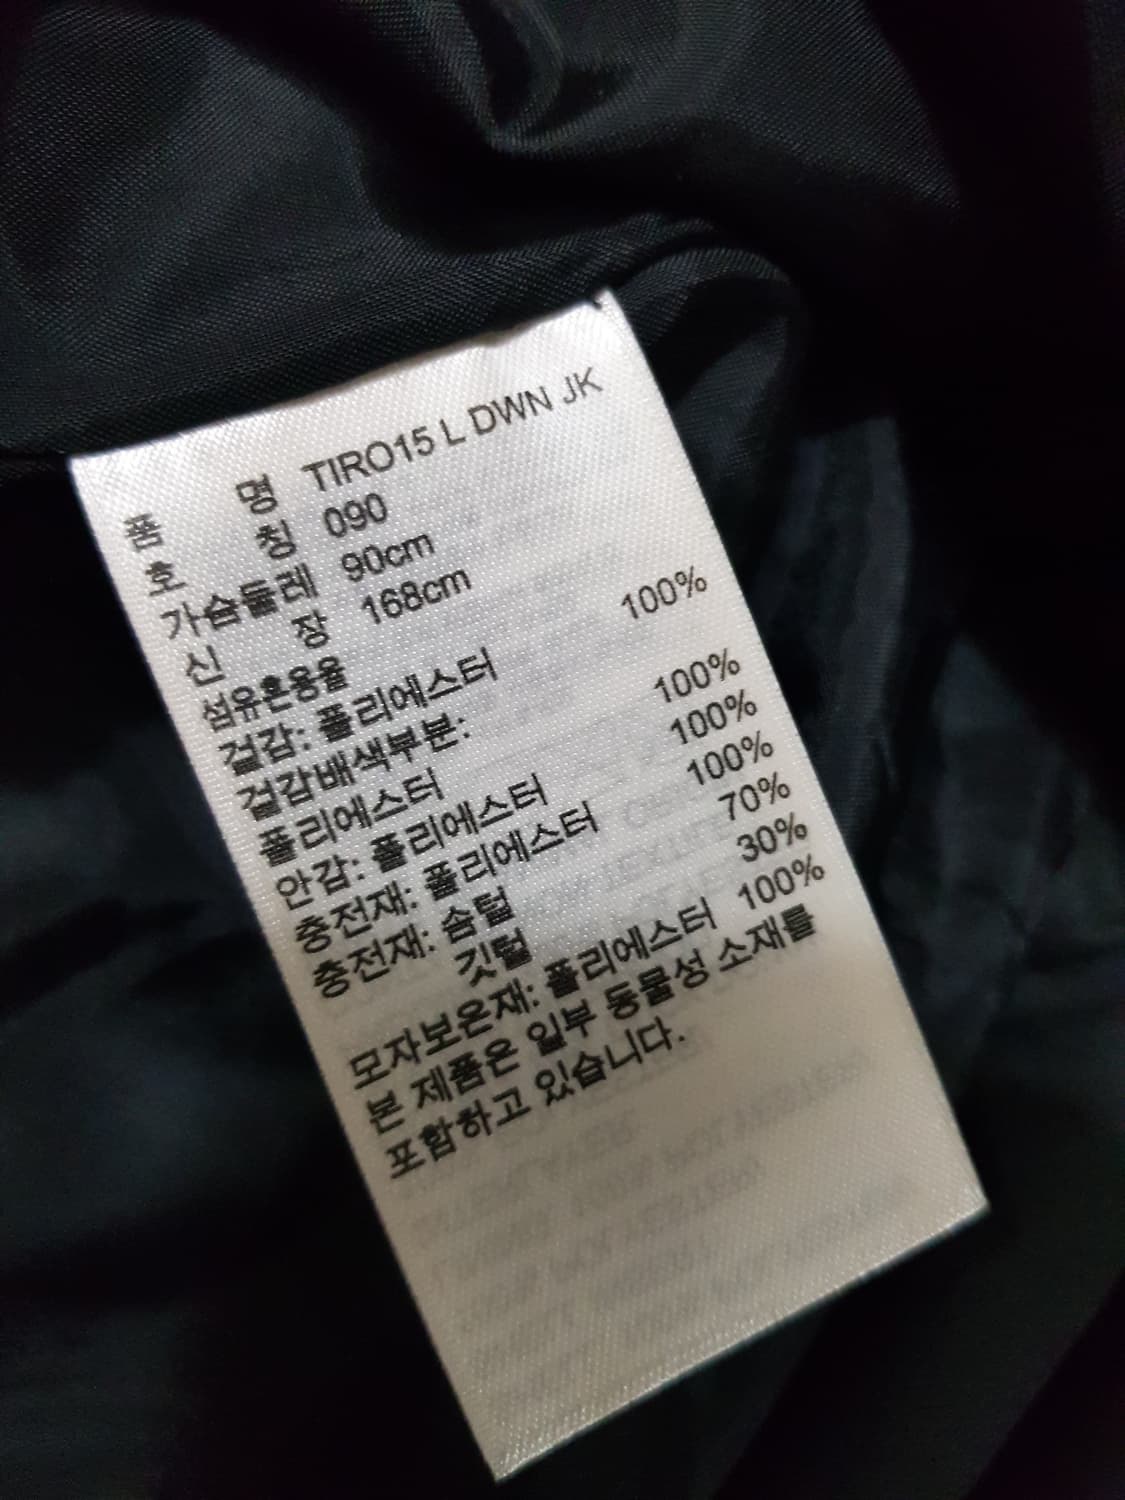 품 명 TIRO15 L DWN JK
호 칭 090
가슴둘레 90cm
신 장 168cm
섬유혼용율
겉감: 폴리에스터 100%
겉감배색부분:
폴리에스터 100%
안감: 폴리에스터 100%
충전재: 폴리에스터 100%
충전재: 솜털 70%
깃털 30%
모자보온재: 폴리에스터 100%
본 제품은 일부 동물성 소재를
포함하고 있습니다.